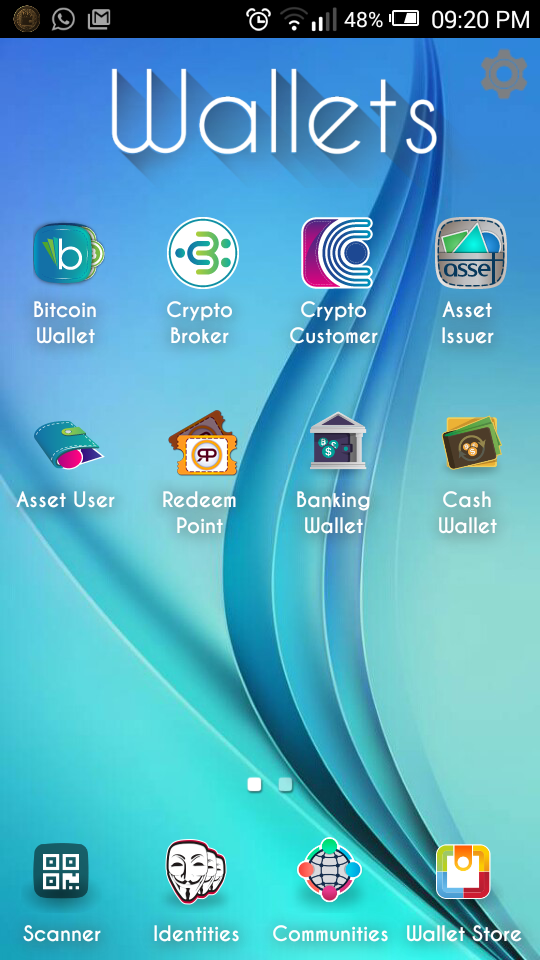 48% 09:20 PM
Wallets
b
asset
Bitcoin Wallet
Crypto Broker
Crypto Customer
Asset Issuer
RP
Asset User
Redeem Point
Banking Wallet
Cash Wallet
Scanner
Identities
Communities
Wallet Store